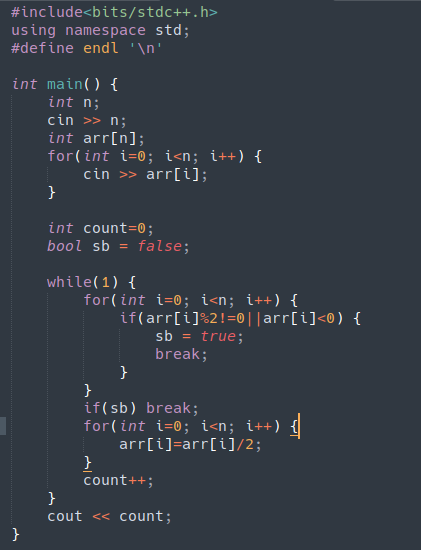 #include<bits/stdc++.h>
using namespace std;
#define endl '\n'

int main() {
    int n;
    cin >> n;
    int arr[n];
    for(int i=0; i<n; i++) {
        cin >> arr[i];
    }

    int count=0;
    bool sb = false;

    while(1) {
        for(int i=0; i<n; i++) {
            if(arr[i]%2!=0||arr[i]<0) {
                sb = true;
                break;
            }
        }
        if(sb) break;
        for(int i=0; i<n; i++) {
            arr[i]=arr[i]/2;
        }
        count++;
    }
    cout << count;
}